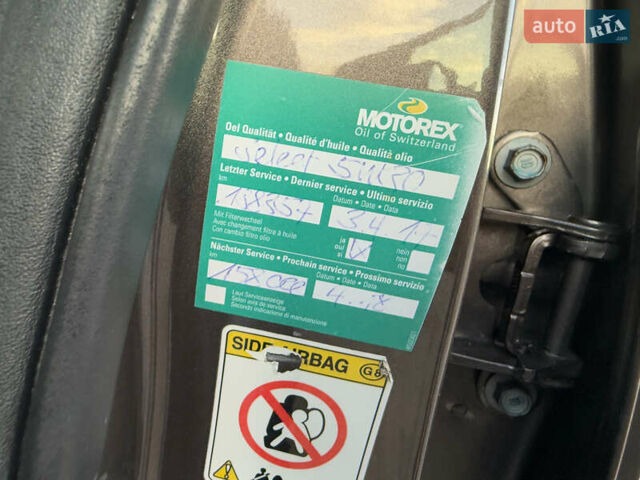 auto RIA .com
MOTOREX
Oil of Switzerland
Oel Qualität • Qualité d'huile • Qualità olio
Select
Letzter Service • Dernier service • Ultimo servizio
km
Datum • Date • Data
Mit Filterwechsel
Avec changement filtre à huile
Con cambio filtro olio
ja
oui
si
nein
non
no
Nächster Service • Prochain service • Prossimo servizio
km
Datum • Date • Data
Laut Serviceanzeige
Selon avis de service
Secondo indicazione di manutenzione
SIDE AIRBAG